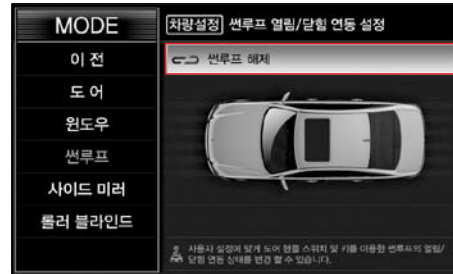 MODE
이 전
도 어
윈도우
썬루프
사이드 미러
롤러 블라인드
차량설정 썬루프 열림/닫힘 연동 설정
썬루프 해제
사용자 설정에 맞게 도어 핸들 스위치 및 키를 이용한 썬루프의 열림/
닫힘 연동 상태를 변경 할 수 있습니다.